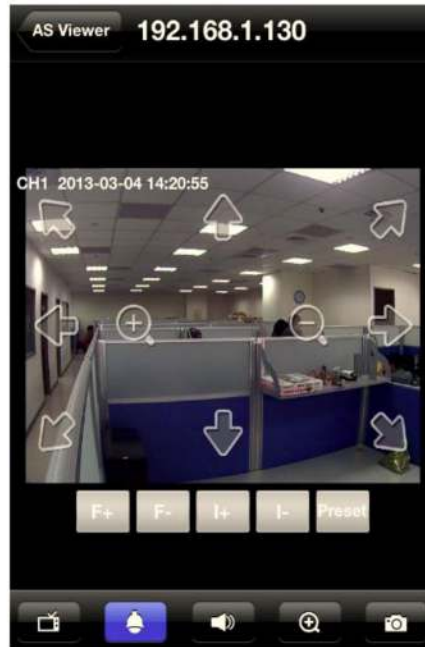 AS Viewer 192.168.1.130
CH1 2013-03-04 14:20:55
F+ F- I+ I- Preset